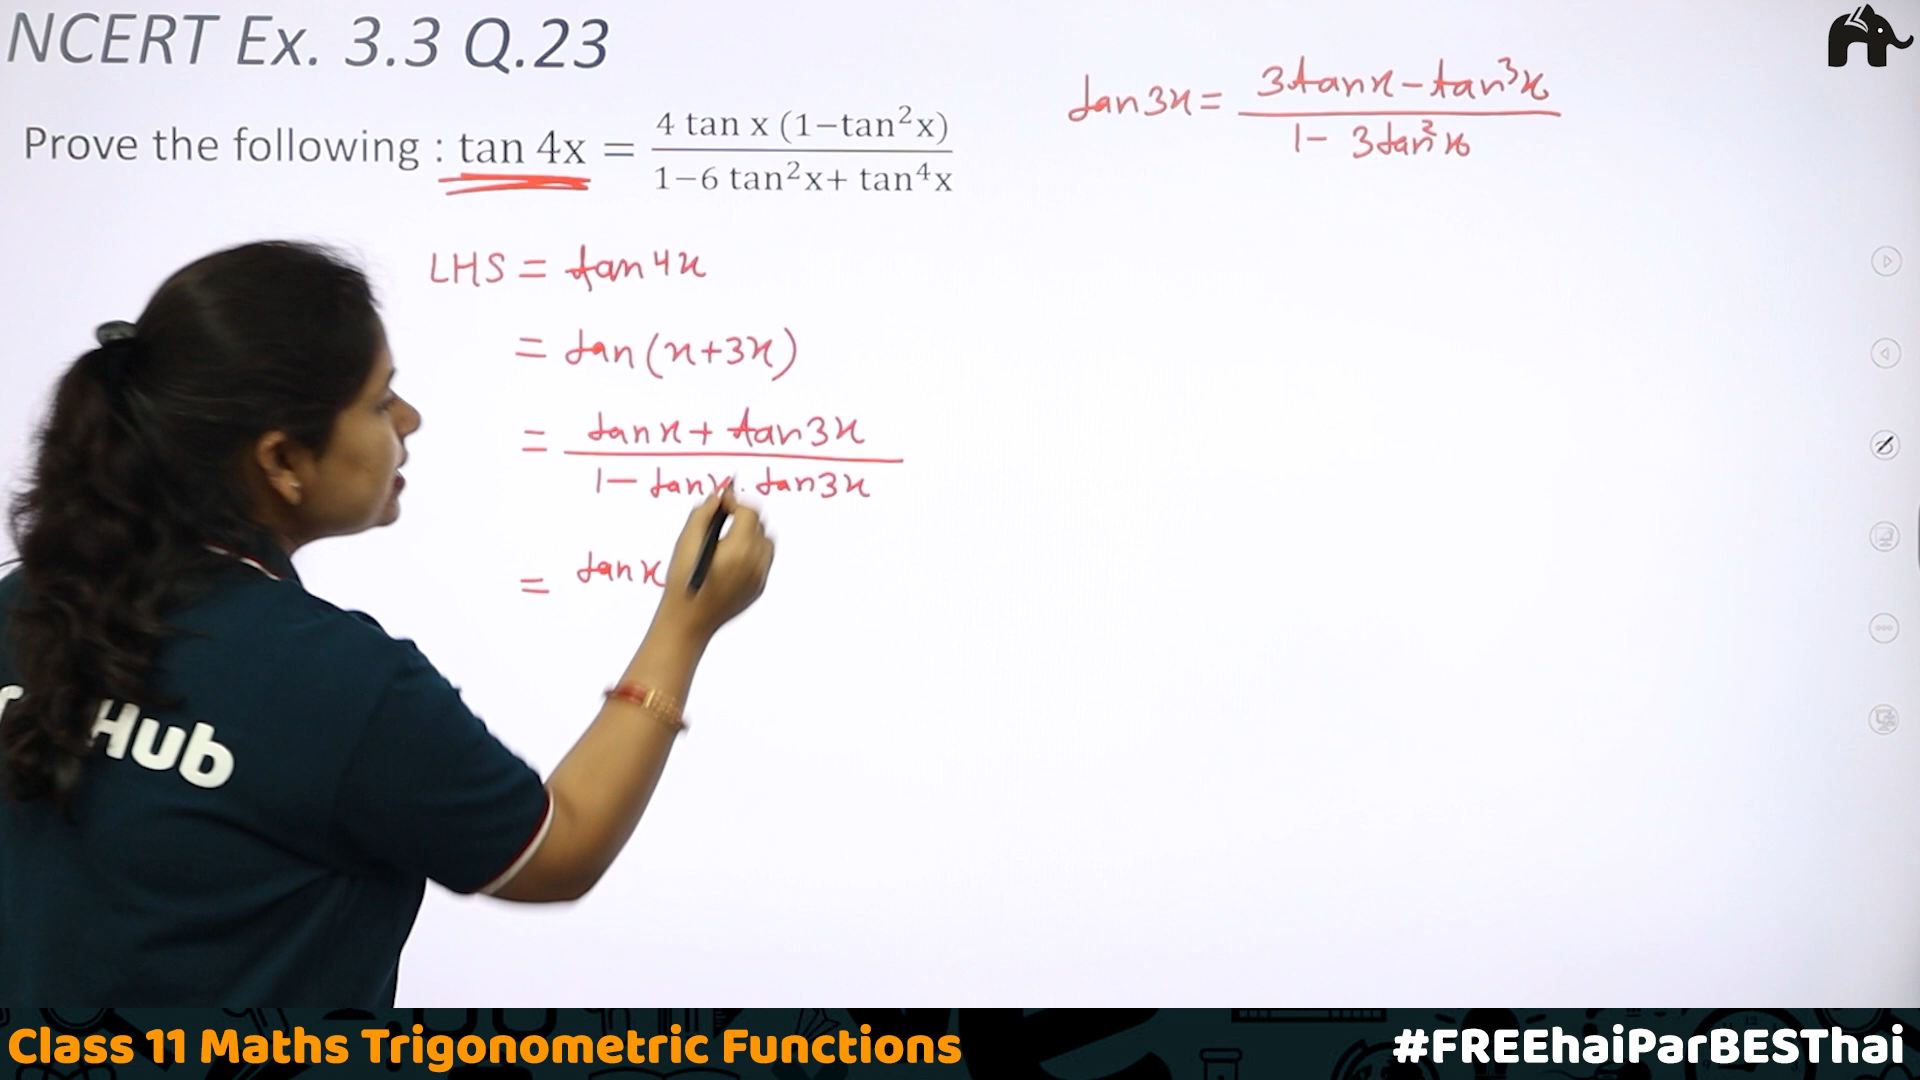 NCERT Ex. 3.3 Q.23
Prove the following : tan 4x = 4 tan x (1−tan²x) / 1−6 tan²x+ tan⁴x
tan3x = 3tanx − tan³x / 1 − 3tan²x
LHS = tan4x
= tan(x+3x)
= tanx + tan3x / 1 − tanx . tan3x
= tanx
Hub
Class 11 Maths Trigonometric Functions
#FREEhaiParBESThai